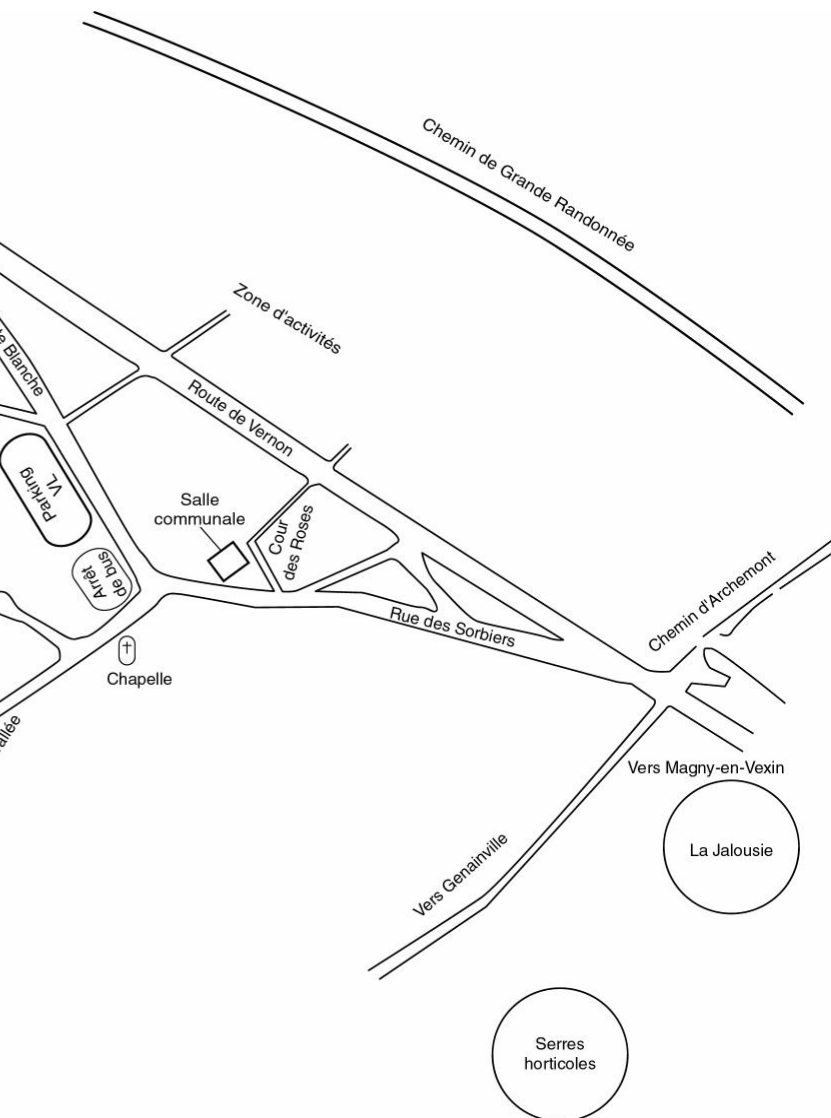 Chemin de Grande Randonnée
Zone d'activités
Blanche
Route de Vernon
Parking
VL
Salle
communale
Cour
des Roses
Arrêt
de bus
Chemin d'Archemont
Rue des Sorbiers
Chapelle
Vers Magny-en-Vexin
La Jalousie
Vers Genainville
Serres
horticoles